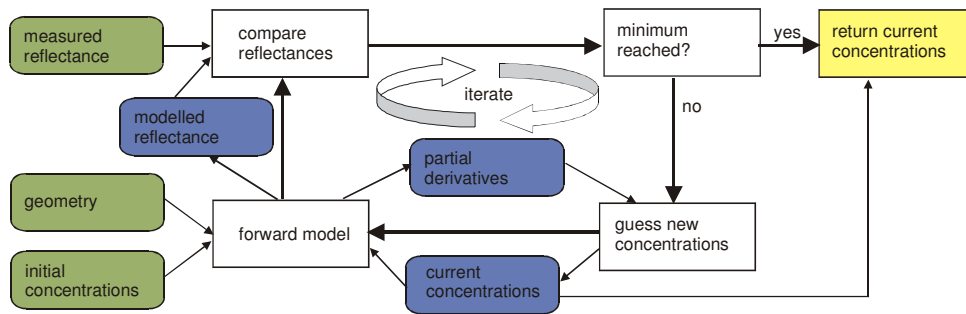 measured
reflectance
compare
reflectances
minimum
reached?
yes
return current
concentrations
iterate
no
modelled
reflectance
partial
derivatives
geometry
forward model
guess new
concentrations
initial
concentrations
current
concentrations